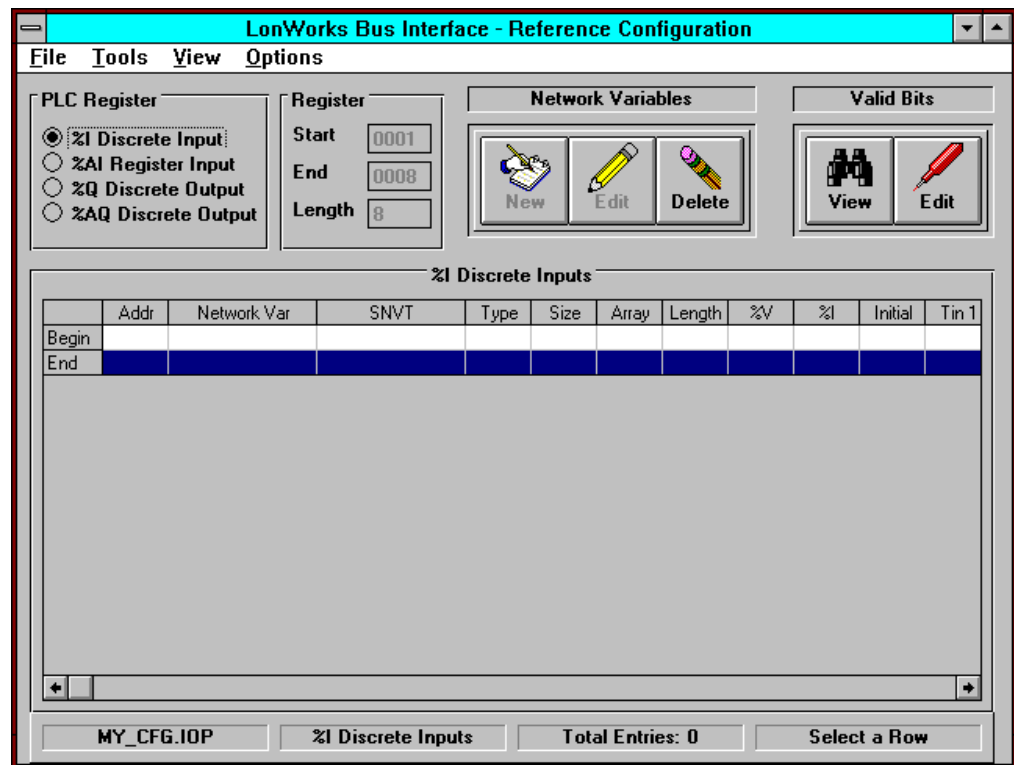 LonWorks Bus Interface - Reference Configuration
File Tools View Options
PLC Register
%I Discrete Input
%AI Register Input
%Q Discrete Output
%AQ Discrete Output
Register
Start 0001
End 0008
Length 8
Network Variables
New Edit Delete
Valid Bits
View Edit
%I Discrete Inputs
Addr Network Var SNVT Type Size Array Length %V %I Initial Tin 1
Begin
End
MY_CFG.IOP %I Discrete Inputs Total Entries: 0 Select a Row